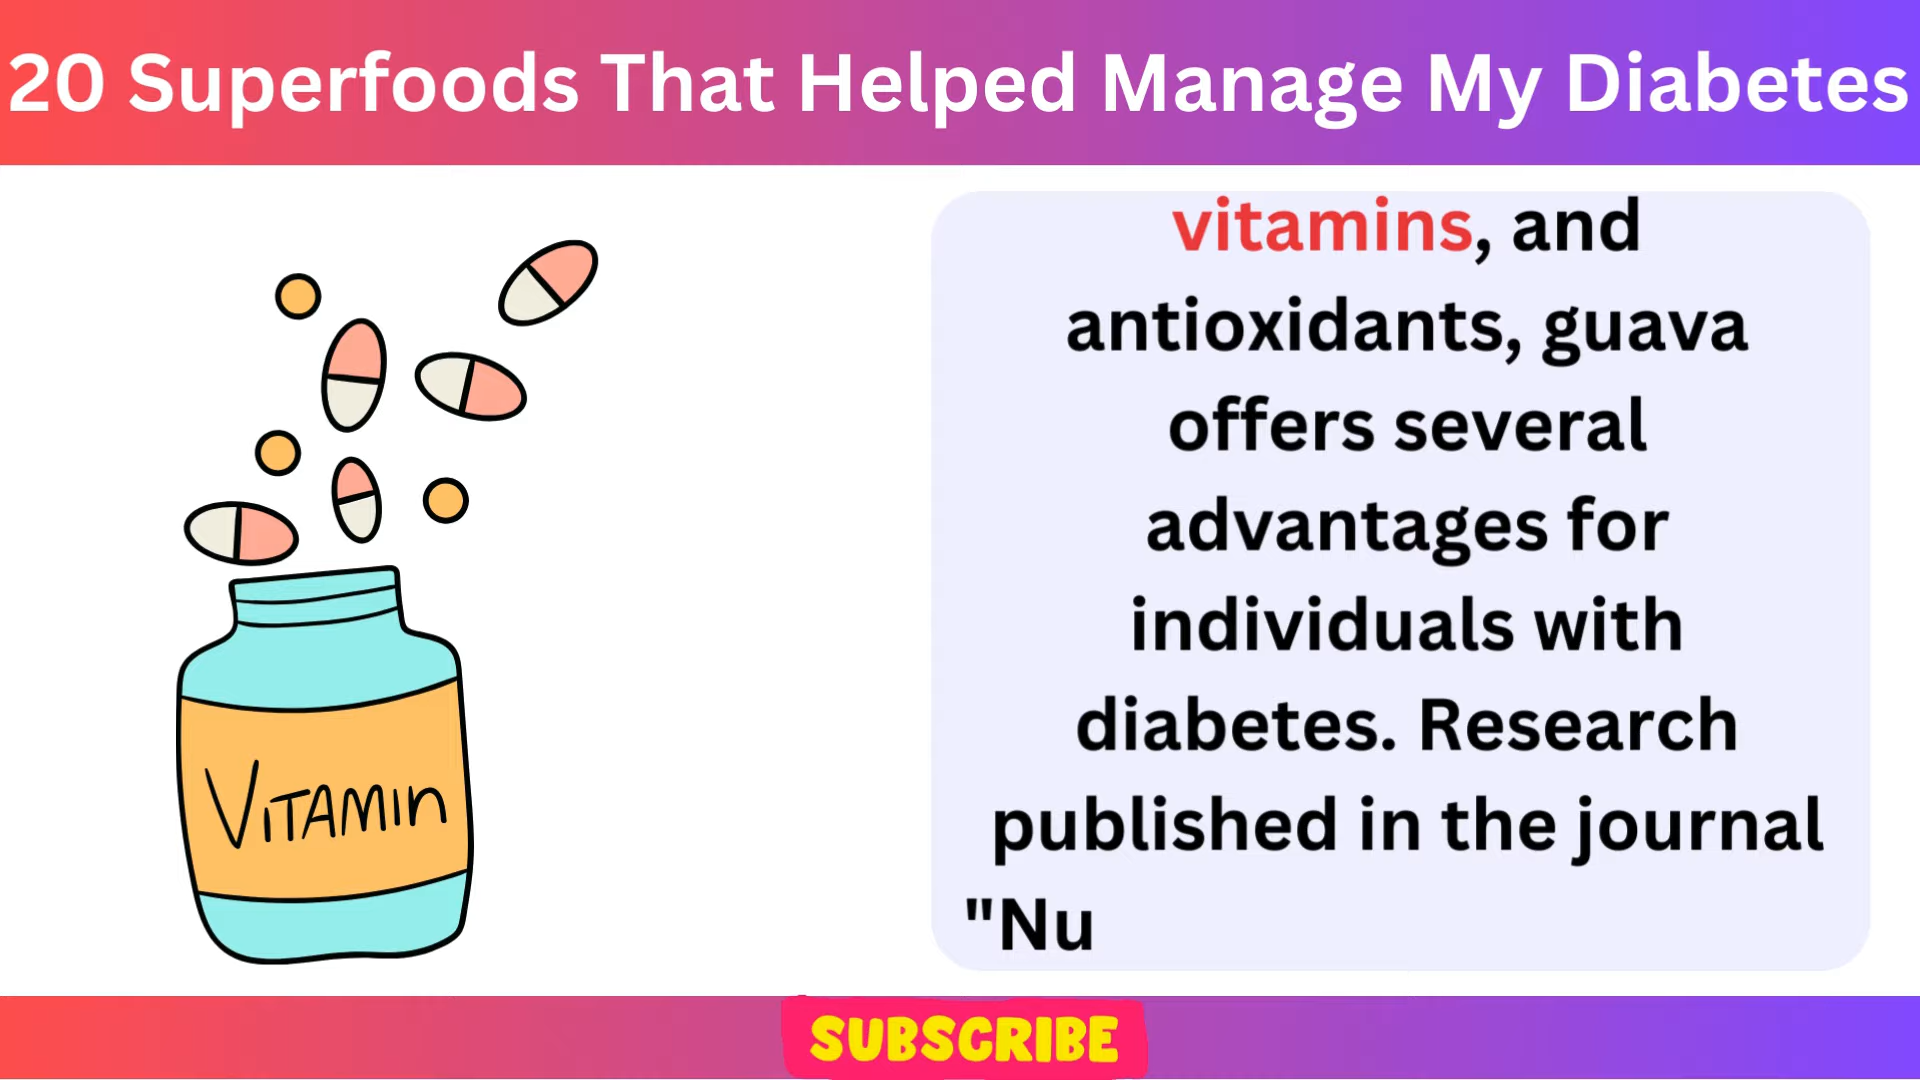 20 Superfoods That Helped Manage My Diabetes
vitamins, and
antioxidants, guava
offers several
advantages for
individuals with
diabetes. Research
published in the journal
"Nu
VITAMIN
SUBSCRIBE